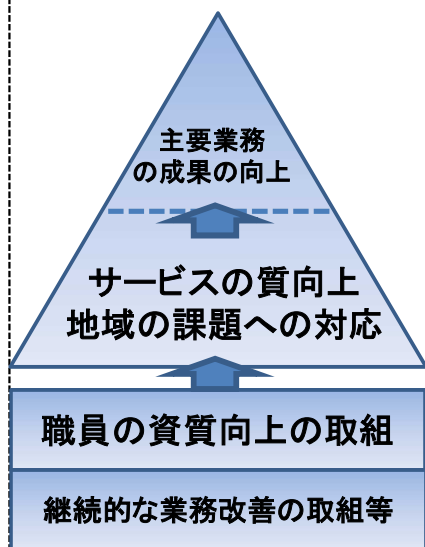 主要業務
の成果の向上
サービスの質向上
地域の課題への対応
職員の資質向上の取組
継続的な業務改善の取組等